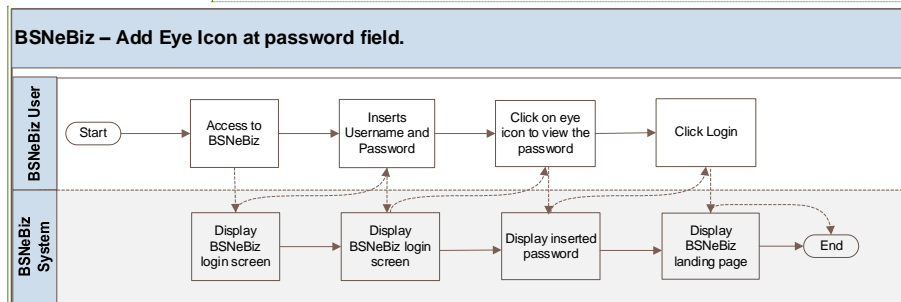 BSNeBiz – Add Eye Icon at password field.
BSNeBiz User
Start
Access to
BSNeBiz
Inserts
Username and
Password
Click on eye
icon to view the
password
Click Login
BSNeBiz
System
Display
BSNeBiz
login screen
Display
BSNeBiz login
screen
Display inserted
password
Display
BSNeBiz
landing page
End